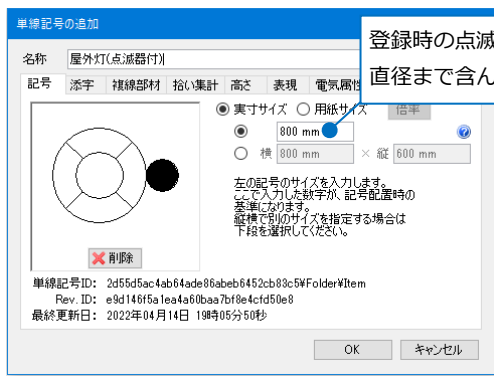 単線記号の追加
登録時の点滅
直径まで含ん
名称 屋外灯(点滅器付)
記号 添字 複線部材 拾い集計 高さ 表現 電気属性
実寸サイズ 用紙サイズ 倍率
800 mm
横 800 mm × 縦 600 mm
左の記号のサイズを入力します。
ここで入力した数字が、記号配置時の
基準になります。
縦横で別のサイズを指定する場合は
下段を選択してください。
削除
単線記号ID: 2d55d5ac4ab64ade86abeb6452cb83c5¥Folder¥Item
Rev. ID: e9d146f5a1ea4a60baa7bf8e4cfd50e8
最終更新日: 2022年04月14日 19時05分50秒
OK キャンセル